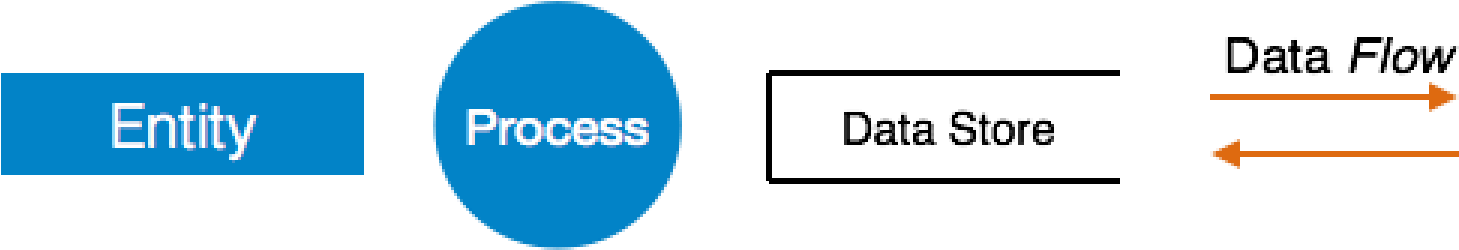 Entity
Process
Data Store
Data Flow